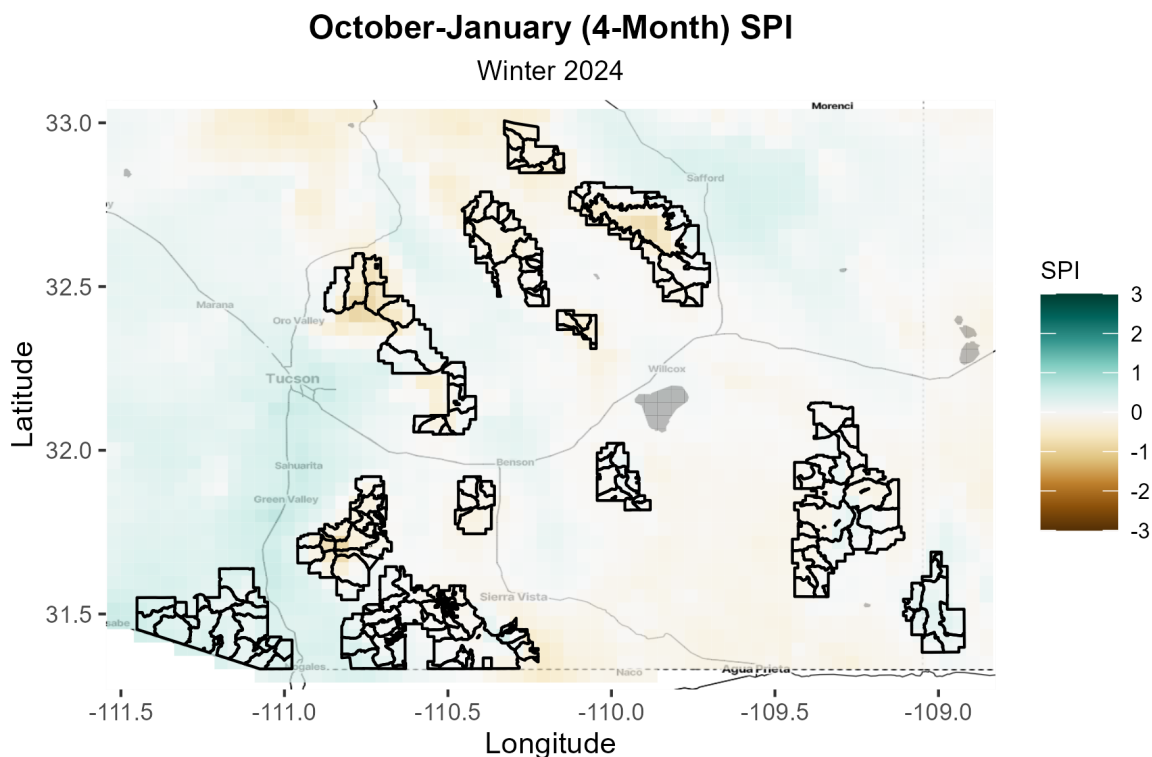 October-January (4-Month) SPI
Winter 2024
Morenci
33.0
Safford
y
32.5
Marana
Oro Valley
Willcox
Tucson
32.0
Benson
Sahuarita
Green Valley
Sierra Vista
31.5
sabe
ogales
Naco
Agua Prieta
-111.5 -111.0 -110.5 -110.0 -109.5 -109.0
Longitude
Latitude
SPI
3
2
1
0
-1
-2
-3